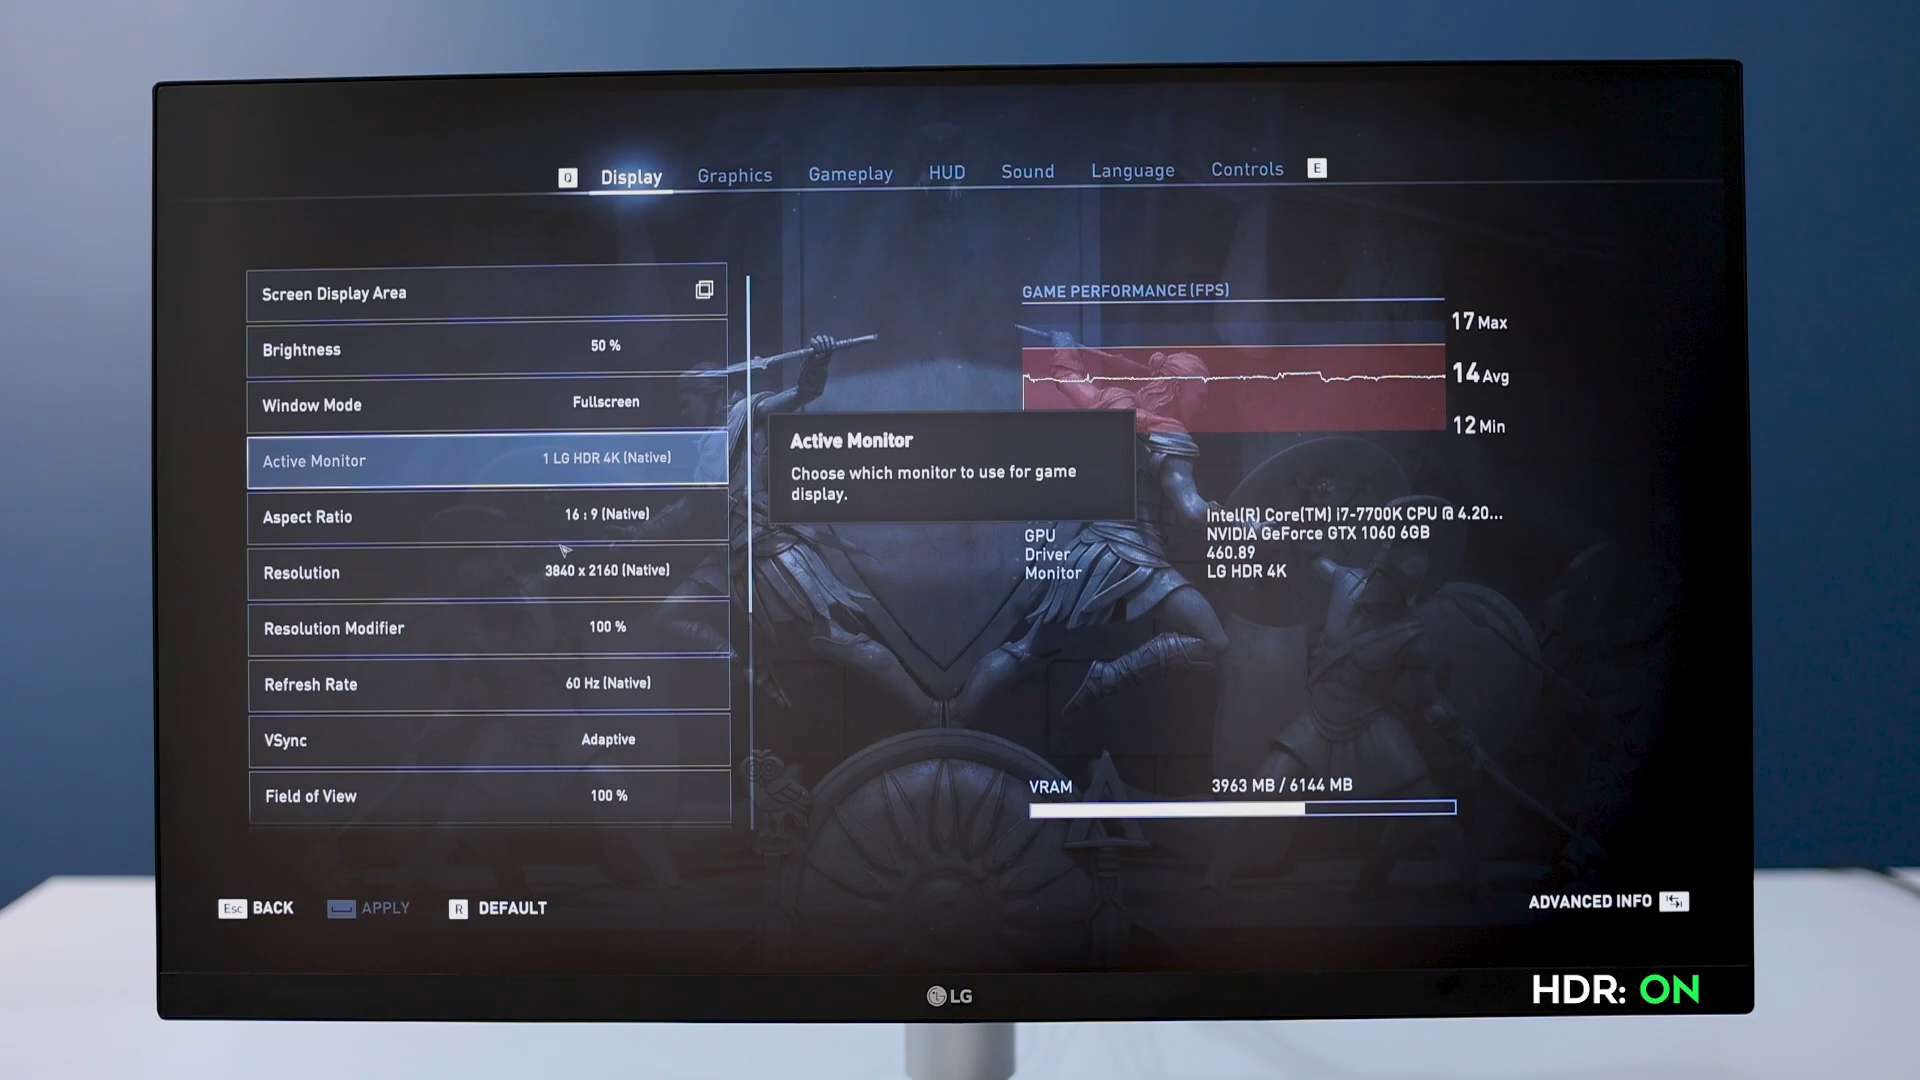 Q Display Graphics Gameplay HUD Sound Language Controls E
Screen Display Area
Brightness 50 %
Window Mode Fullscreen
Active Monitor 1 LG HDR 4K (Native)
Aspect Ratio 16 : 9 (Native)
Resolution 3840 x 2160 (Native)
Resolution Modifier 100 %
Refresh Rate 60 Hz (Native)
VSync Adaptive
Field of View 100 %
Active Monitor
Choose which monitor to use for game
display.
GAME PERFORMANCE (FPS)
17 Max
14 Avg
12 Min
Intel(R) Core(TM) i7-7700K CPU @ 4.20...
GPU NVIDIA GeForce GTX 1060 6GB
Driver 460.89
Monitor LG HDR 4K
VRAM 3963 MB / 6144 MB
Esc BACK APPLY R DEFAULT
ADVANCED INFO
LG
HDR: ON